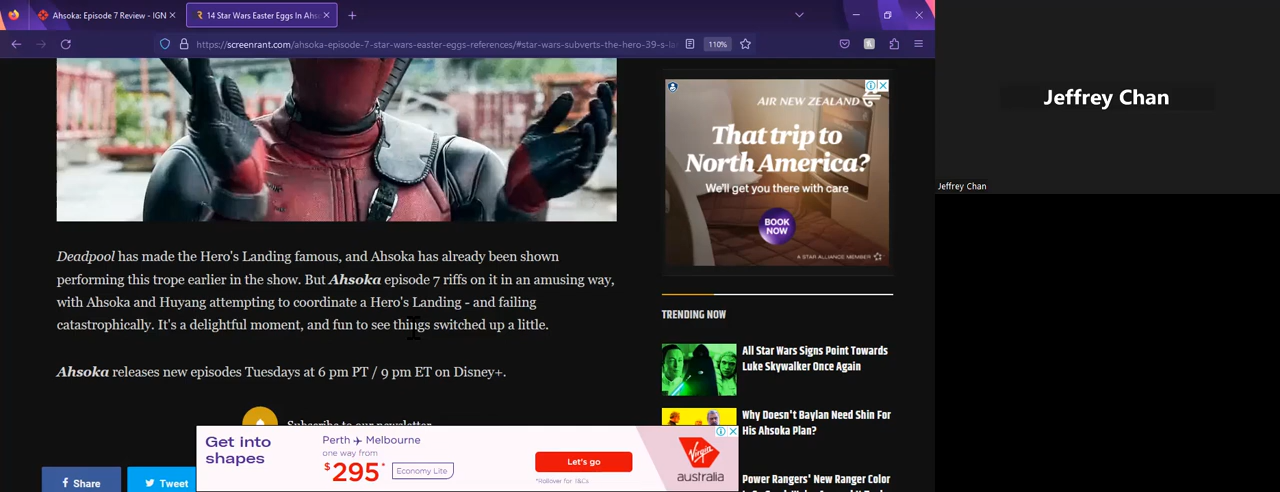 Ahsoka: Episode 7 Review - IGN
14 Star Wars Easter Eggs In Ahs
https://screenrant.com/ahsoka-episode-7-star-wars-easter-eggs-references/#star-wars-subverts-the-hero-39-s-la
110%
Deadpool has made the Hero's Landing famous, and Ahsoka has already been shown
performing this trope earlier in the show. But Ahsoka episode 7 riffs on it in an amusing way,
with Ahsoka and Huyang attempting to coordinate a Hero's Landing - and failing
catastrophically. It's a delightful moment, and fun to see things switched up a little.
Ahsoka releases new episodes Tuesdays at 6 pm PT / 9 pm ET on Disney+.
Subscribe to our newsletter
Share
Tweet
AIR NEW ZEALAND
That trip to
North America?
We'll get you there with care
BOOK
NOW
A STAR ALLIANCE MEMBER
TRENDING NOW
All Star Wars Signs Point Towards
Luke Skywalker Once Again
Why Doesn't Baylan Need Shin For
His Ahsoka Plan?
Power Rangers' New Ranger Color
Get into
shapes
Perth Melbourne
one way from
$295*
Economy Lite
Let's go
*Rollover for T&Cs
Virgin
australia
Jeffrey Chan
Jeffrey Chan